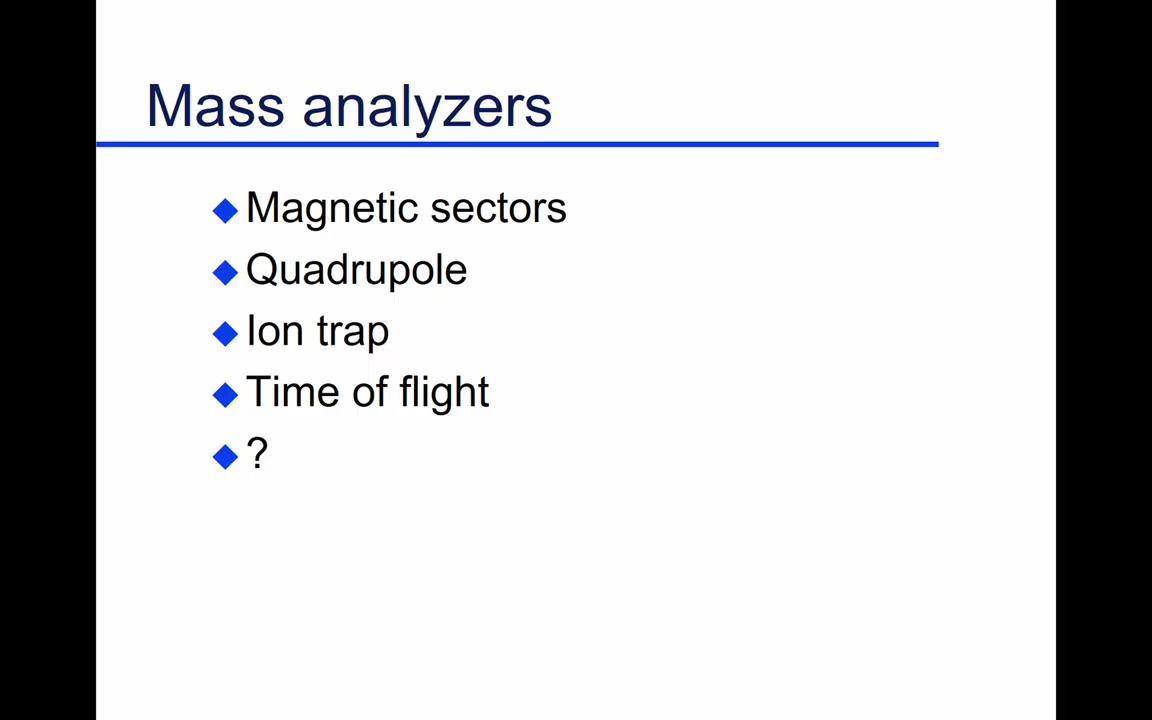 Mass analyzers
Magnetic sectors
Quadrupole
Ion trap
Time of flight
?